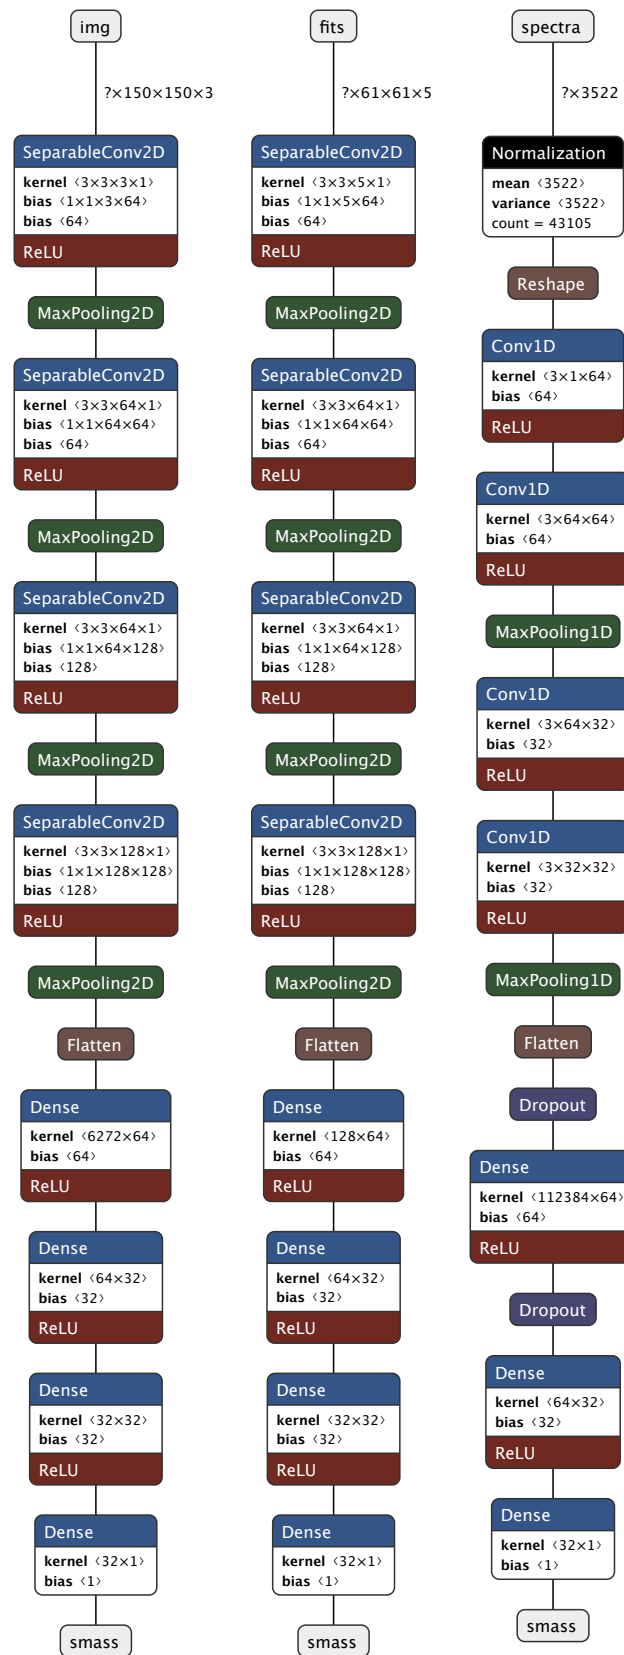 img
?×150×150×3
SeparableConv2D
kernel ⟨3×3×3×1⟩
bias ⟨1×1×3×64⟩
bias ⟨64⟩
ReLU
MaxPooling2D
SeparableConv2D
kernel ⟨3×3×64×1⟩
bias ⟨1×1×64×64⟩
bias ⟨64⟩
ReLU
MaxPooling2D
SeparableConv2D
kernel ⟨3×3×64×1⟩
bias ⟨1×1×64×128⟩
bias ⟨128⟩
ReLU
MaxPooling2D
SeparableConv2D
kernel ⟨3×3×128×1⟩
bias ⟨1×1×128×128⟩
bias ⟨128⟩
ReLU
MaxPooling2D
Flatten
Dense
kernel ⟨6272×64⟩
bias ⟨64⟩
ReLU
Dense
kernel ⟨64×32⟩
bias ⟨32⟩
ReLU
Dense
kernel ⟨32×32⟩
bias ⟨32⟩
ReLU
Dense
kernel ⟨32×1⟩
bias ⟨1⟩
smass
fits
?×61×61×5
SeparableConv2D
kernel ⟨3×3×5×1⟩
bias ⟨1×1×5×64⟩
bias ⟨64⟩
ReLU
MaxPooling2D
SeparableConv2D
kernel ⟨3×3×64×1⟩
bias ⟨1×1×64×64⟩
bias ⟨64⟩
ReLU
MaxPooling2D
SeparableConv2D
kernel ⟨3×3×64×1⟩
bias ⟨1×1×64×128⟩
bias ⟨128⟩
ReLU
MaxPooling2D
SeparableConv2D
kernel ⟨3×3×128×1⟩
bias ⟨1×1×128×128⟩
bias ⟨128⟩
ReLU
MaxPooling2D
Flatten
Dense
kernel ⟨128×64⟩
bias ⟨64⟩
ReLU
Dense
kernel ⟨64×32⟩
bias ⟨32⟩
ReLU
Dense
kernel ⟨32×32⟩
bias ⟨32⟩
ReLU
Dense
kernel ⟨32×1⟩
bias ⟨1⟩
smass
spectra
?×3522
Normalization
mean ⟨3522⟩
variance ⟨3522⟩
count = 43105
Reshape
Conv1D
kernel ⟨3×1×64⟩
bias ⟨64⟩
ReLU
Conv1D
kernel ⟨3×64×64⟩
bias ⟨64⟩
ReLU
MaxPooling1D
Conv1D
kernel ⟨3×64×32⟩
bias ⟨32⟩
ReLU
Conv1D
kernel ⟨3×32×32⟩
bias ⟨32⟩
ReLU
MaxPooling1D
Flatten
Dropout
Dense
kernel ⟨112384×64⟩
bias ⟨64⟩
ReLU
Dropout
Dense
kernel ⟨64×32⟩
bias ⟨32⟩
ReLU
Dense
kernel ⟨32×1⟩
bias ⟨1⟩
smass